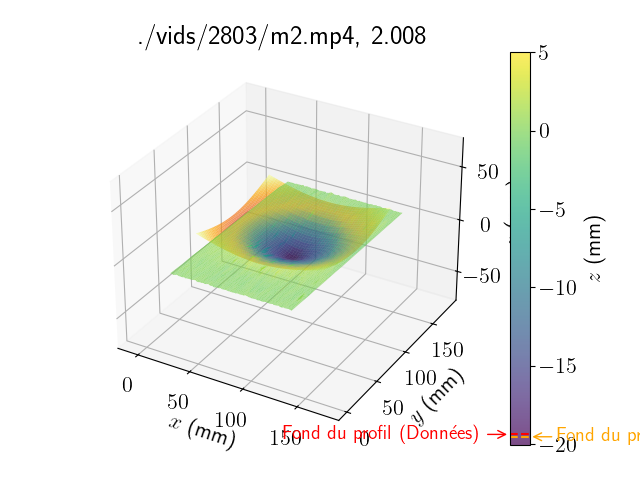 ./vids/2803/m2.mp4, 2.008
5
0
−5
−10
−15
−20
z (mm)
50
0
−50
0
50
100
150
x (mm)
0
50
100
150
y (mm)
Fond du profil (Données)
Fond du pr